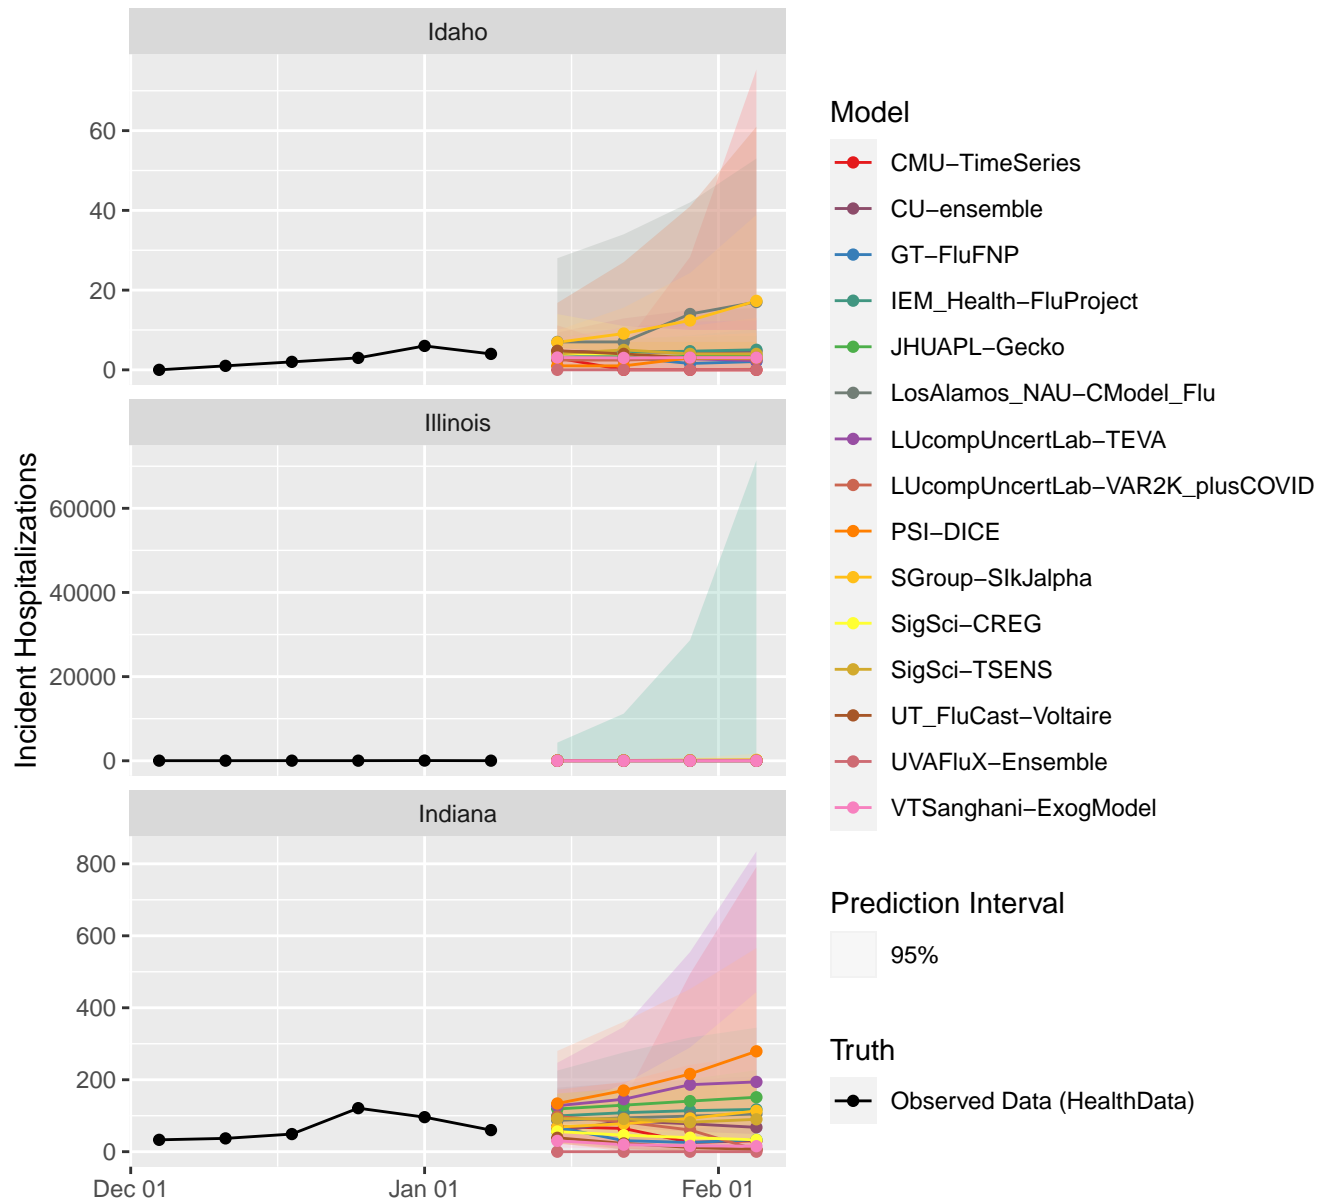 Idaho
60
40
20
0
Illinois
60000
40000
20000
0
Indiana
800
600
400
200
0
Dec 01
Jan 01
Feb 01
Incident Hospitalizations
Model
CMU−TimeSeries
CU−ensemble
GT−FluFNP
IEM_Health−FluProject
JHUAPL−Gecko
LosAlamos_NAU−CModel_Flu
LUcompUncertLab−TEVA
LUcompUncertLab−VAR2K_plusCOVID
PSI−DICE
SGroup−SIkJalpha
SigSci−CREG
SigSci−TSENS
UT_FluCast−Voltaire
UVAFluX−Ensemble
VTSanghani−ExogModel
Prediction Interval
95%
Truth
Observed Data (HealthData)